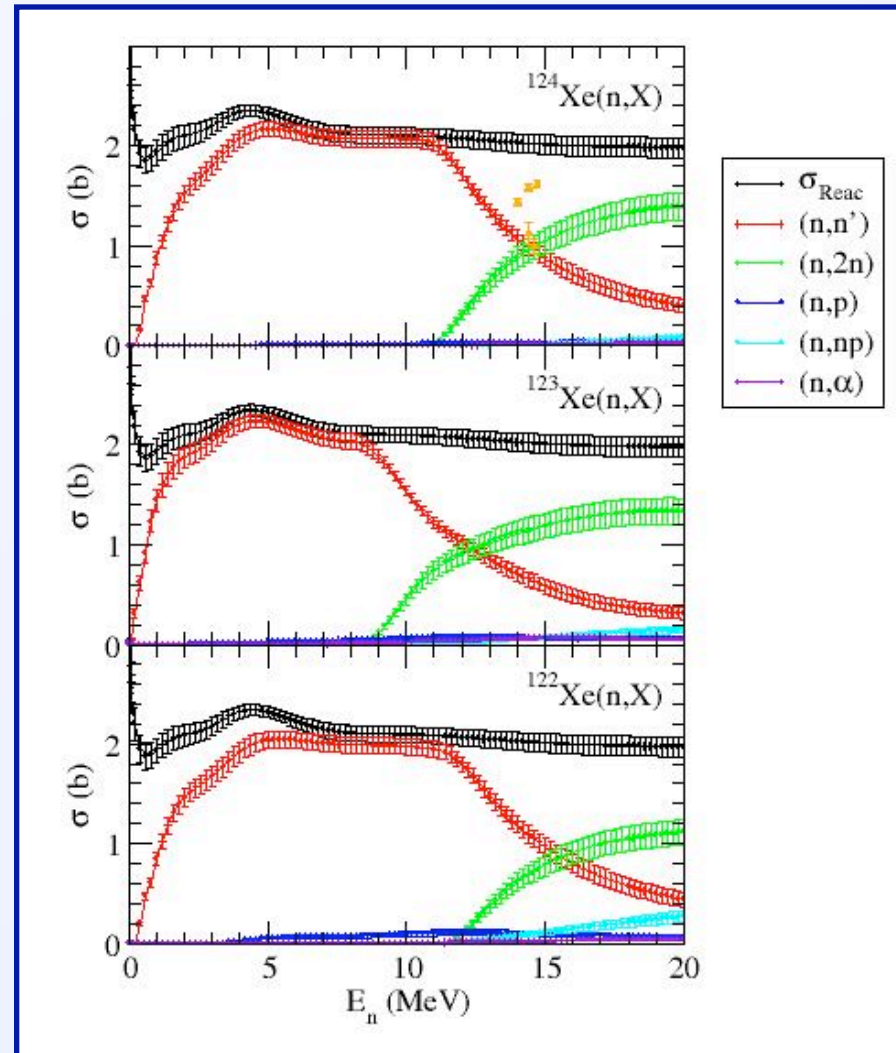 ¹²⁴Xe(n,X)
2
1
0
σ (b)
¹²³Xe(n,X)
2
1
0
σ (b)
¹²²Xe(n,X)
2
1
0
σ (b)
0 5 10 15 20
Eₙ (MeV)
σ_Reac
(n,n')
(n,2n)
(n,p)
(n,np)
(n,α)